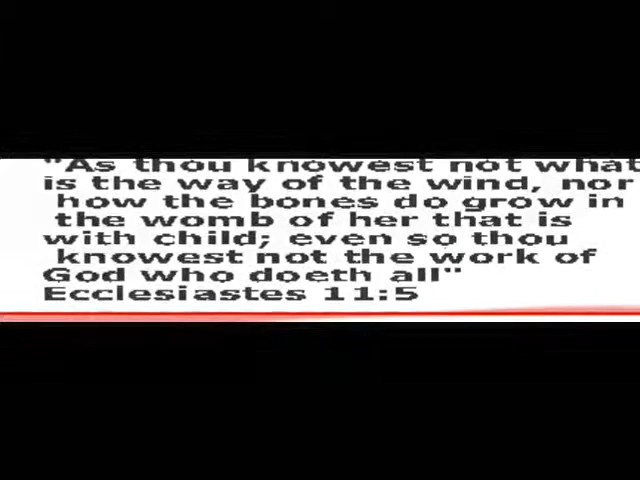 "As thou knowest not what
is the way of the wind, nor
how the bones do grow in
the womb of her that is
with child; even so thou
knowest not the work of
God who doeth all"
Ecclesiastes 11:5